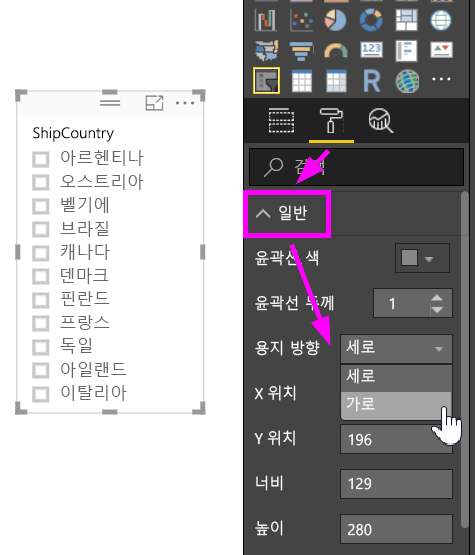 123
R
ShipCountry
아르헨티나
오스트리아
벨기에
브라질
캐나다
덴마크
핀란드
프랑스
독일
아일랜드
이탈리아
검색
일반
윤곽선 색
윤곽선 두께 1
용지 방향 세로
세로
가로
X 위치
Y 위치 196
너비 129
높이 280